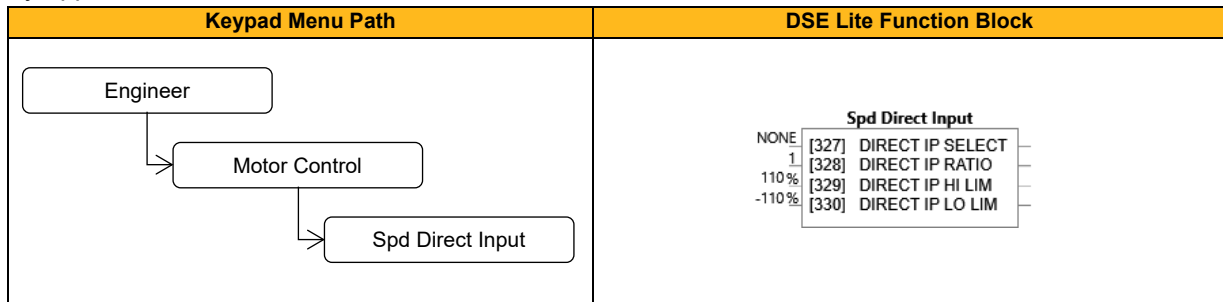 Keypad Menu Path
DSE Lite Function Block
Engineer
Motor Control
Spd Direct Input
Spd Direct Input
NONE [327] DIRECT IP SELECT
1 [328] DIRECT IP RATIO
110% [329] DIRECT IP HI LIM
-110% [330] DIRECT IP LO LIM